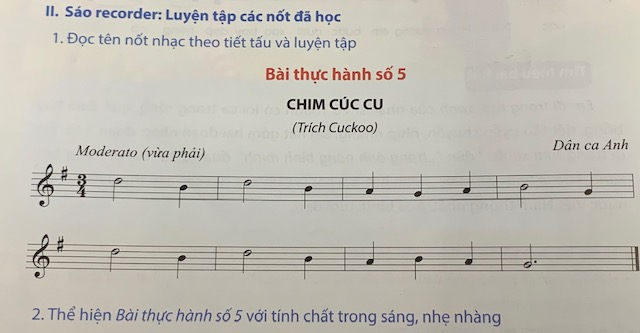 II. Sáo recorder: Luyện tập các nốt đã học
1. Đọc tên nốt nhạc theo tiết tấu và luyện tập
Bài thực hành số 5
CHIM CÚC CU
(Trích Cuckoo)
Moderato (vừa phải)
Dân ca Anh
3
4
2. Thể hiện Bài thực hành số 5 với tính chất trong sáng, nhẹ nhàng